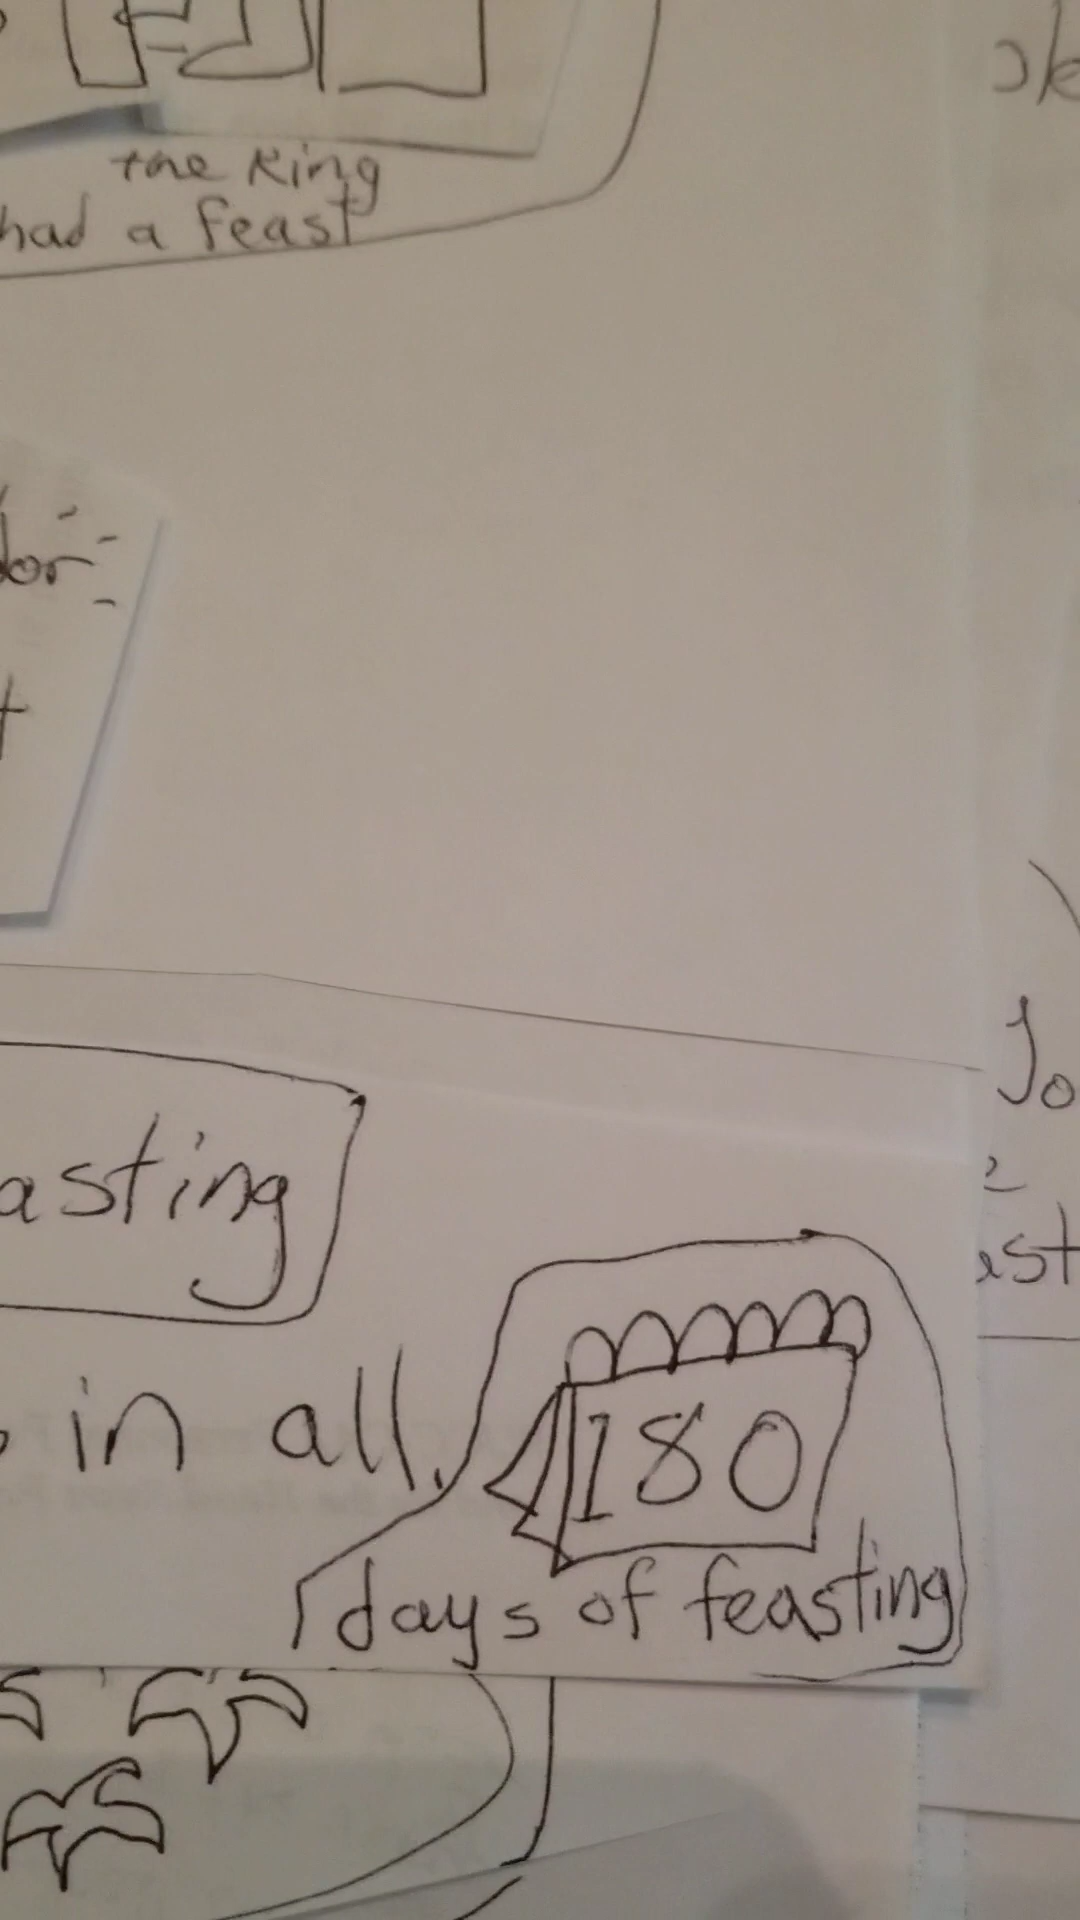 the King
had a feast
asting
in all.
180
days of feasting